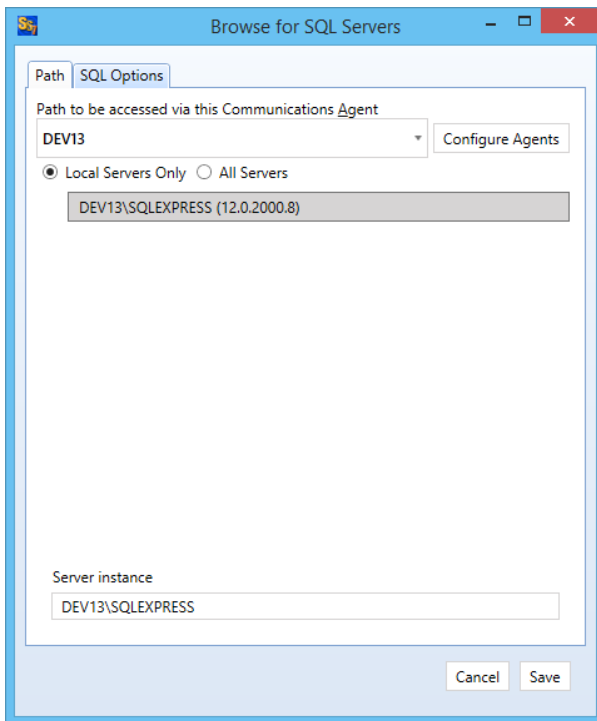 SS7
Browse for SQL Servers
Path
SQL Options
Path to be accessed via this Communications Agent
DEV13
Configure Agents
Local Servers Only
All Servers
DEV13\SQLEXPRESS (12.0.2000.8)
Server instance
DEV13\SQLEXPRESS
Cancel
Save